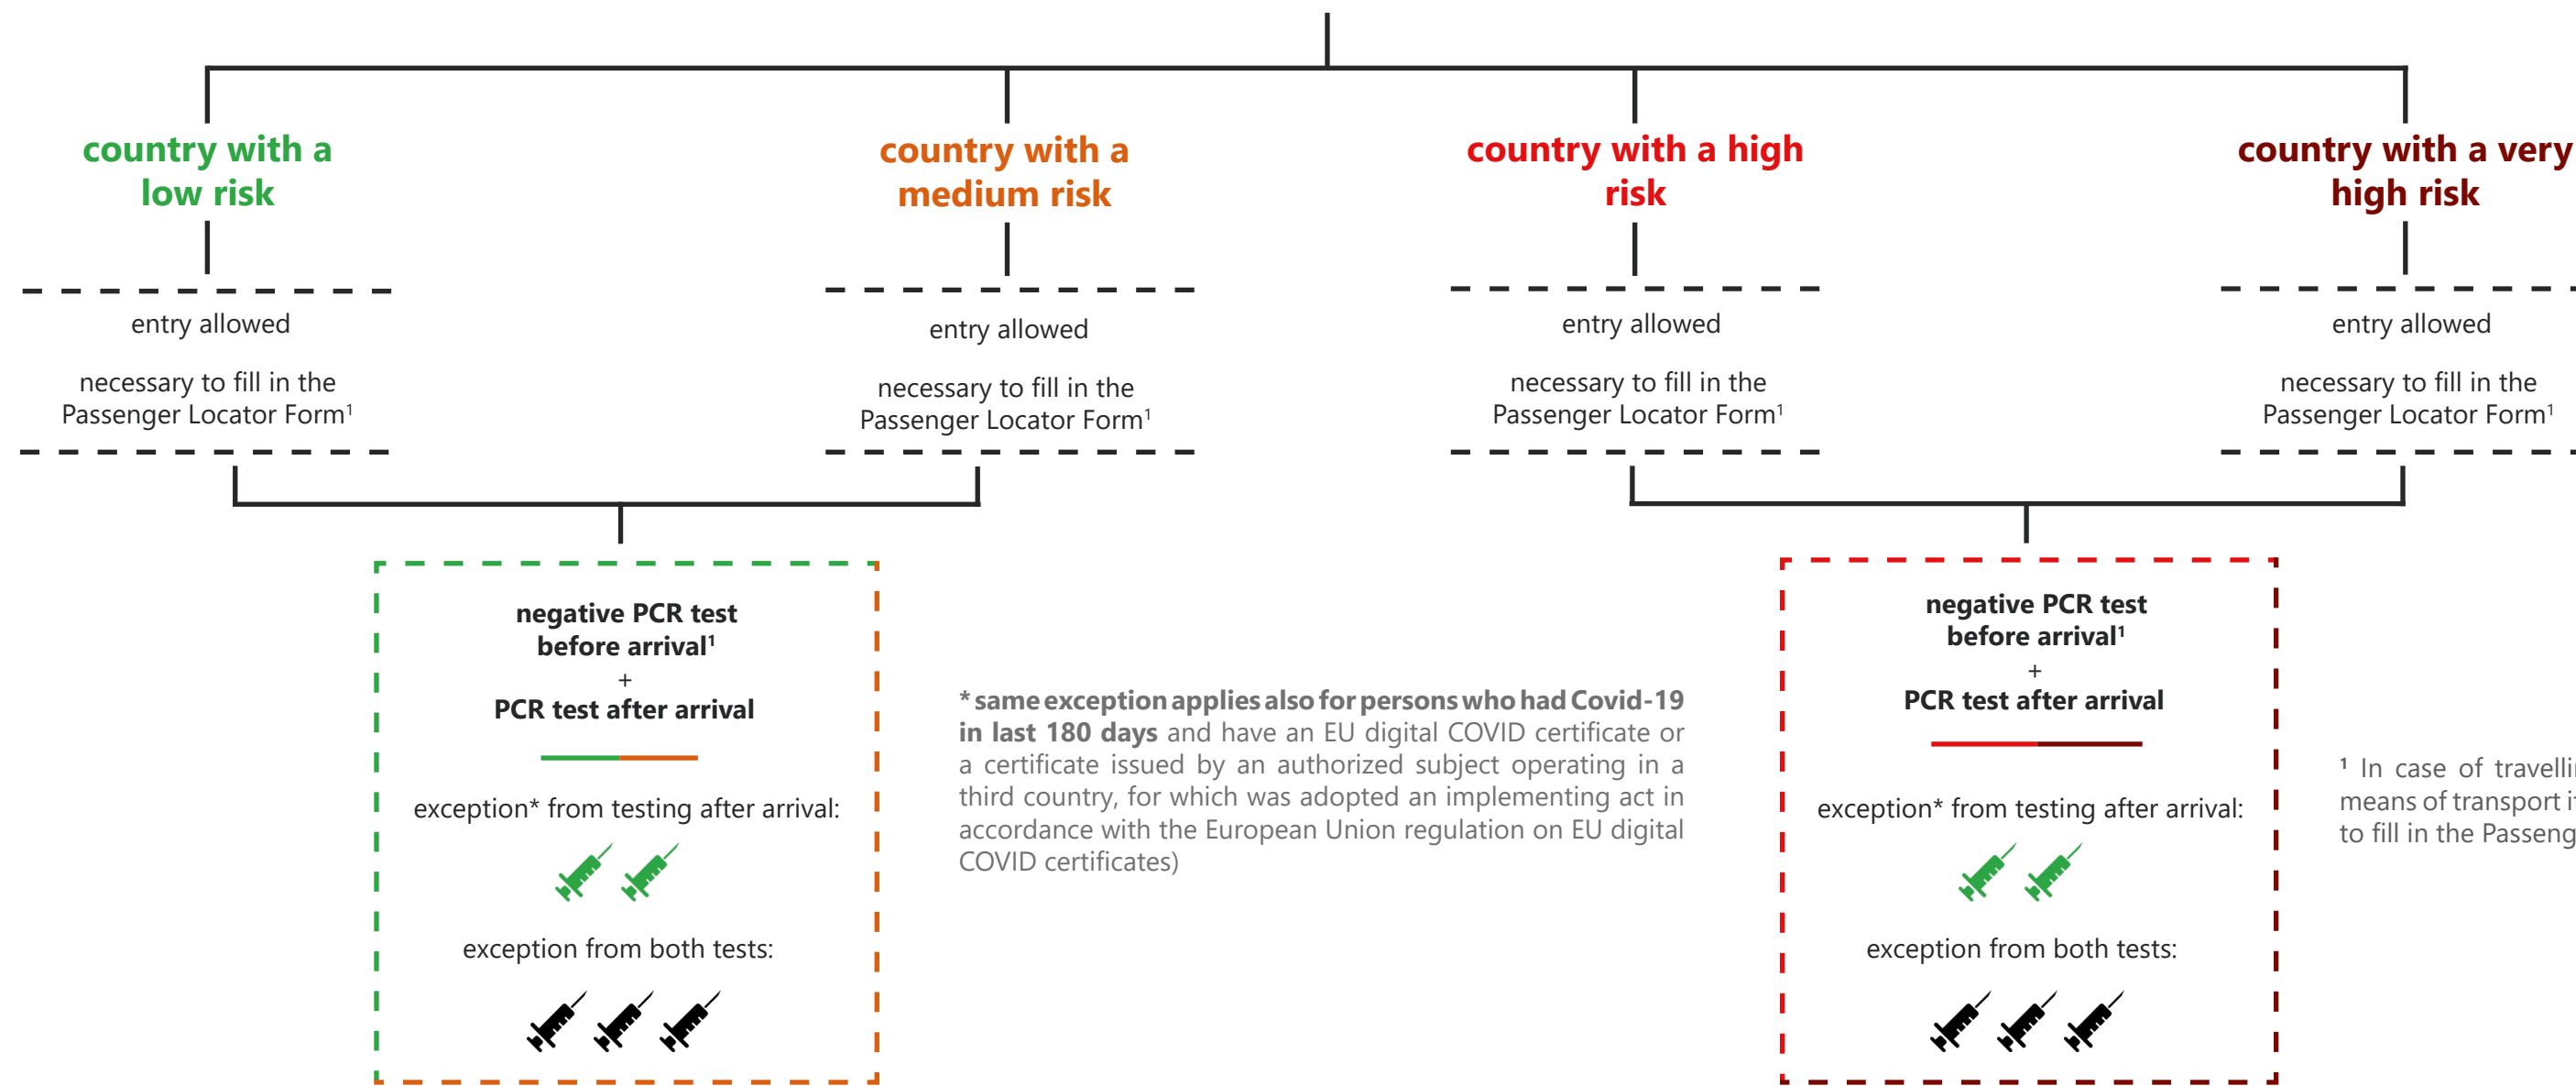 country with a
low risk
country with a
medium risk
country with a high
risk
country with a very
high risk
entry allowed
necessary to fill in the
Passenger Locator Form¹
entry allowed
necessary to fill in the
Passenger Locator Form¹
entry allowed
necessary to fill in the
Passenger Locator Form¹
entry allowed
necessary to fill in the
Passenger Locator Form¹
negative PCR test
before arrival¹
+
PCR test after arrival
exception* from testing after arrival:
exception from both tests:
* same exception applies also for persons who had Covid-19
in last 180 days and have an EU digital COVID certificate or
a certificate issued by an authorized subject operating in a
third country, for which was adopted an implementing act in
accordance with the European Union regulation on EU digital
COVID certificates)
negative PCR test
before arrival¹
+
PCR test after arrival
exception* from testing after arrival:
exception from both tests:
¹ In case of
means of transport
to fill in the